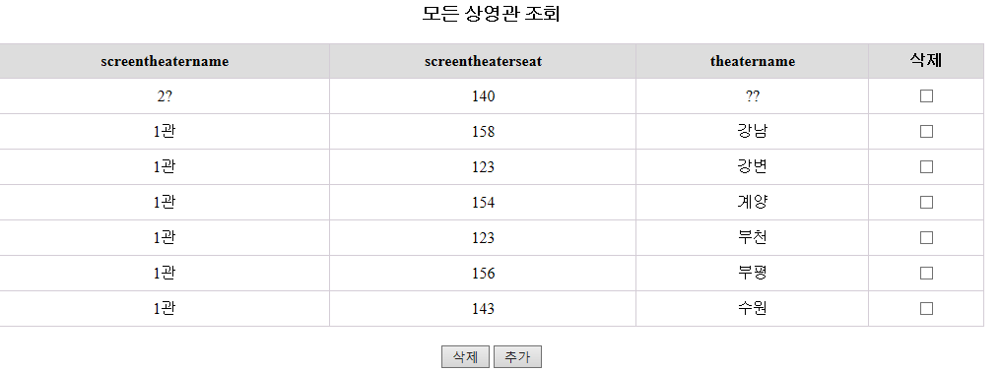 모든 상영관 조회
screentheatername screentheaterseat theatername 삭제
2? 140 ??
1관 158 강남
1관 123 강변
1관 154 계양
1관 123 부천
1관 156 부평
1관 143 수원
삭제 추가